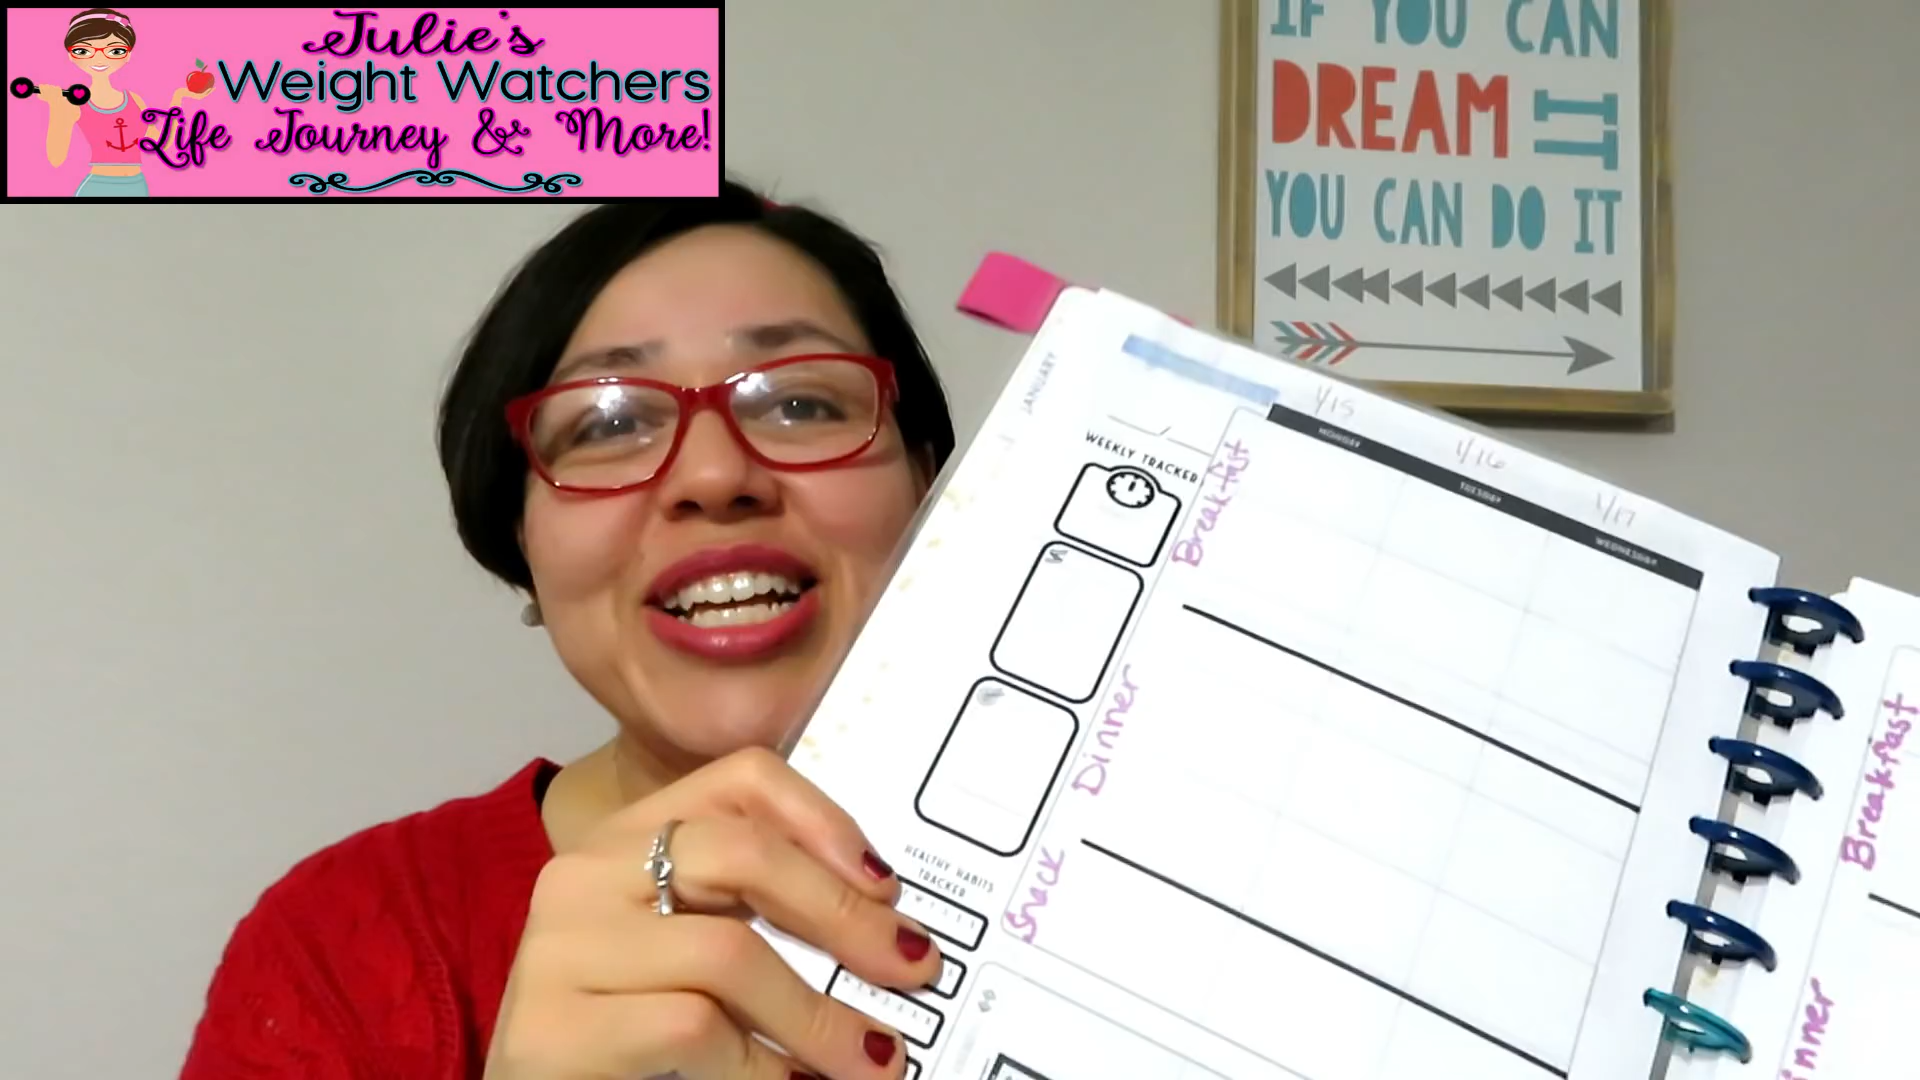 Julie's
Weight Watchers
Life Journey & More!
IF YOU CAN
DREAM IT
YOU CAN DO IT
JANUARY
1/15
1/16
1/17
MONDAY
TUESDAY
WEDNESDAY
WEEKLY TRACKER
Breakfast
Dinner
Snack
HEALTHY HABITS
TRACKER
Breakfast
inner